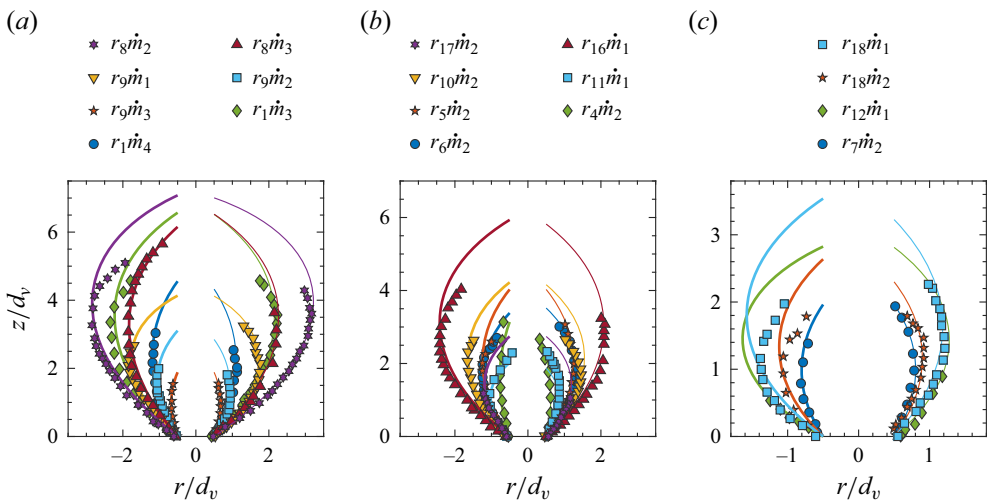 (a)
r8ṁ2 r8ṁ3
r9ṁ1 r9ṁ2
r9ṁ3 r1ṁ3
r1ṁ4
z/dv
6
4
2
0
−2 0 2
r/dv
(b)
r17ṁ2 r16ṁ1
r10ṁ2 r11ṁ1
r5ṁ2 r4ṁ2
r6ṁ2
6
4
2
0
−2 0 2
r/dv
(c)
r18ṁ1
r18ṁ2
r12ṁ1
r7ṁ2
3
2
1
0
−1 0 1
r/dv